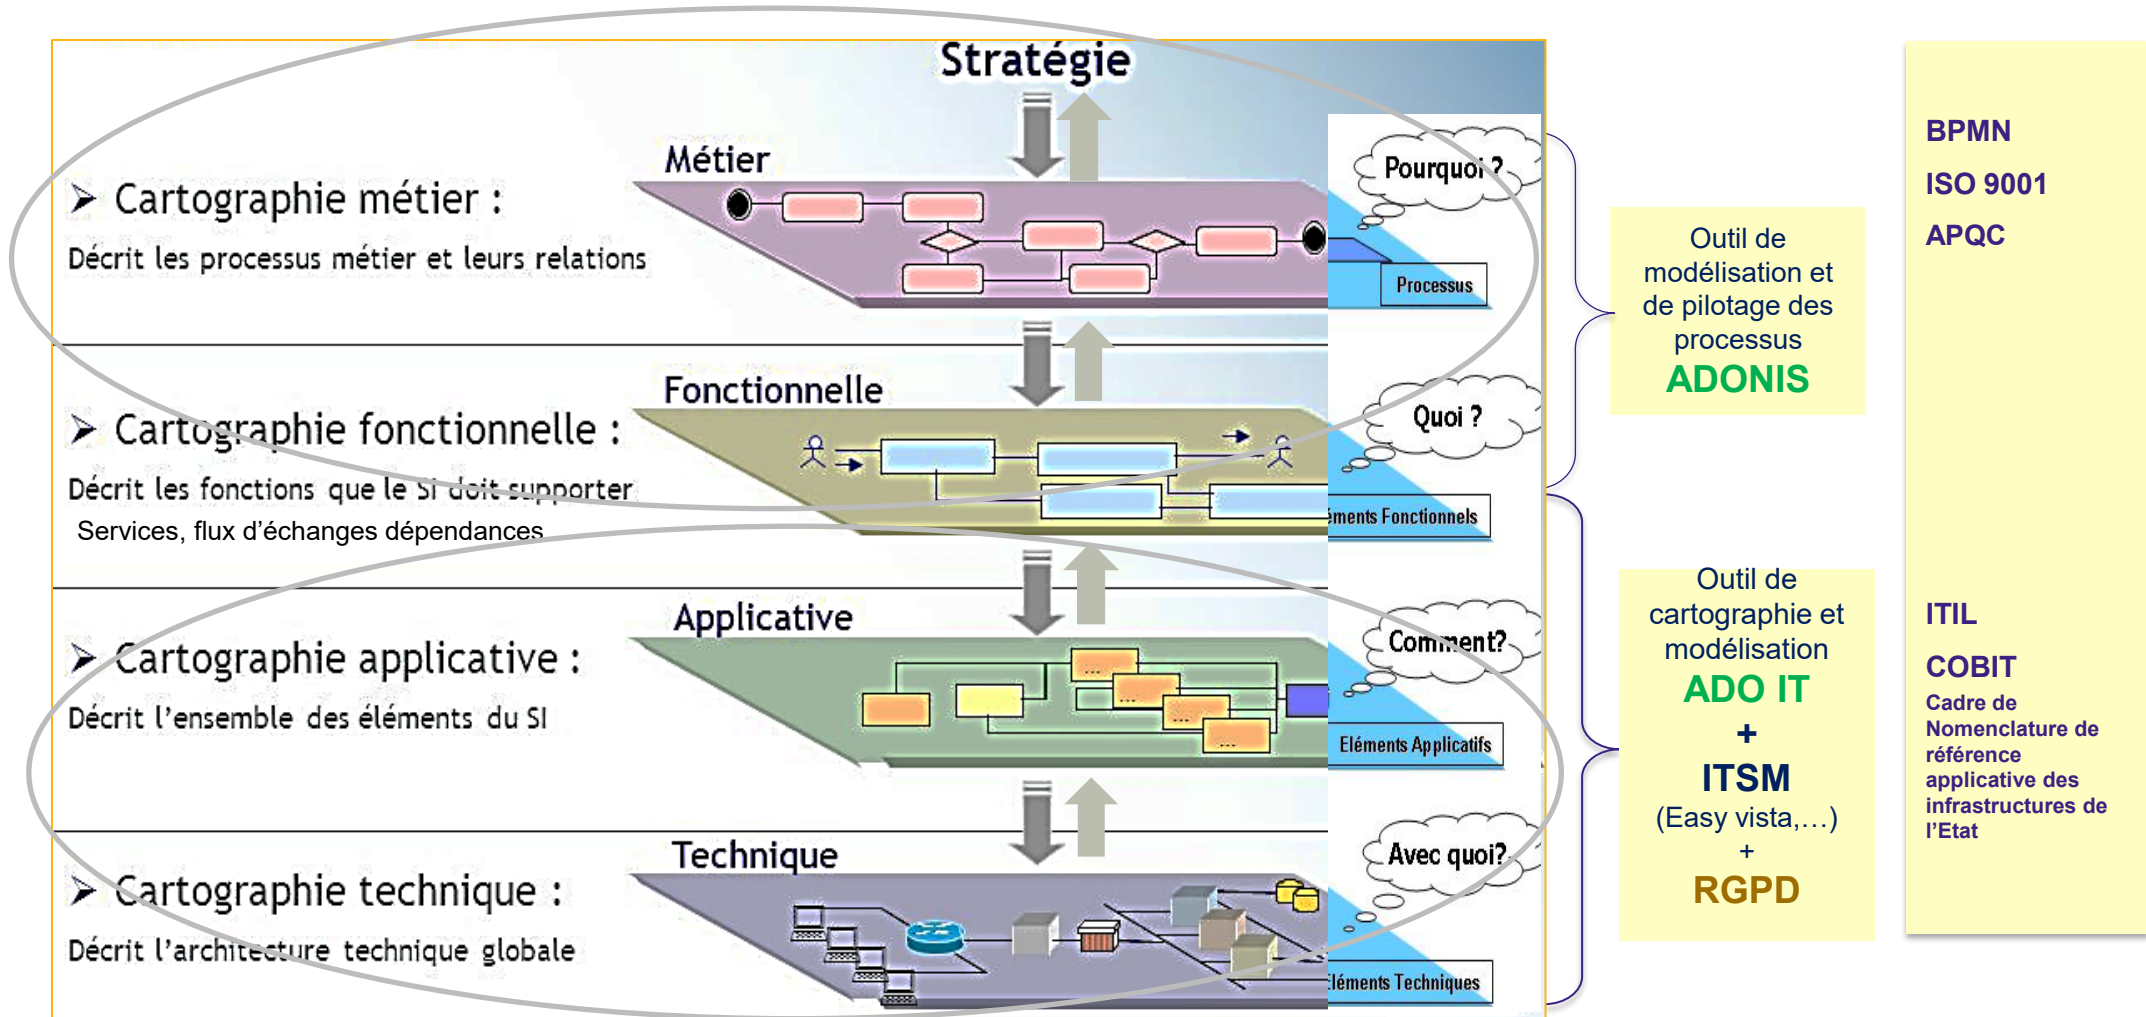 Stratégie
➢ Cartographie métier :
Décrit les processus métier et leurs relations
Métier
Pourquoi ?
Processus
➢ Cartographie fonctionnelle :
Décrit les fonctions que le SI doit supporter
Services, flux d’échanges dépendances
Fonctionnelle
Quoi ?
éments Fonctionnels
➢ Cartographie applicative :
Décrit l’ensemble des éléments du SI
Applicative
...
...
...
...
Comment?
Eléments Applicatifs
➢ Cartographie technique :
Décrit l’architecture technique globale
Technique
Avec quoi?
Eléments Techniques
Outil de
modélisation et
de pilotage des
processus
ADONIS
Outil de
cartographie et
modélisation
ADO IT
+
ITSM
(Easy vista,…)
+
RGPD
BPMN
ISO 9001
APQC
ITIL
COBIT
Cadre de
Nomenclature de
référence
applicative des
infrastructures de
l’Etat